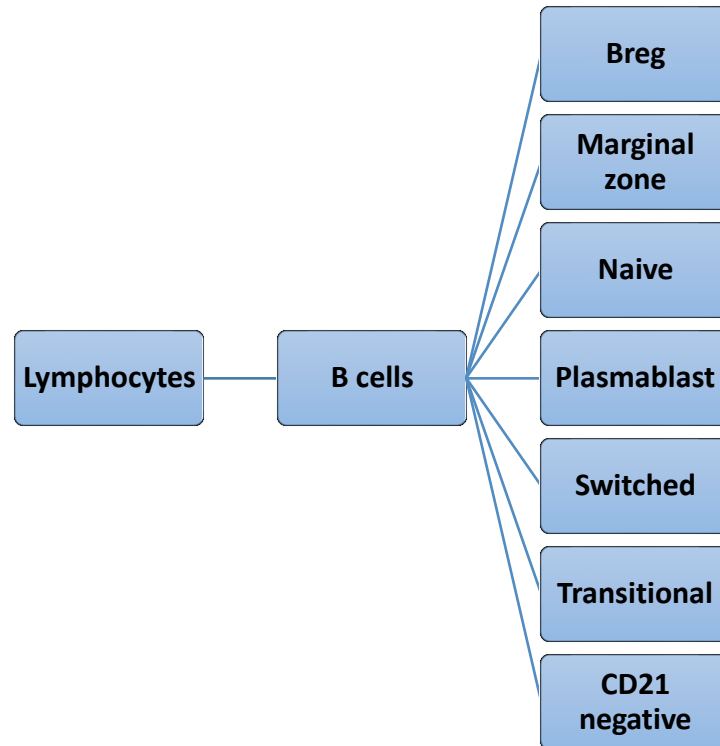 Lymphocytes
B cells
Breg
Marginal
zone
Naive
Plasmablast
Switched
Transitional
CD21
negative